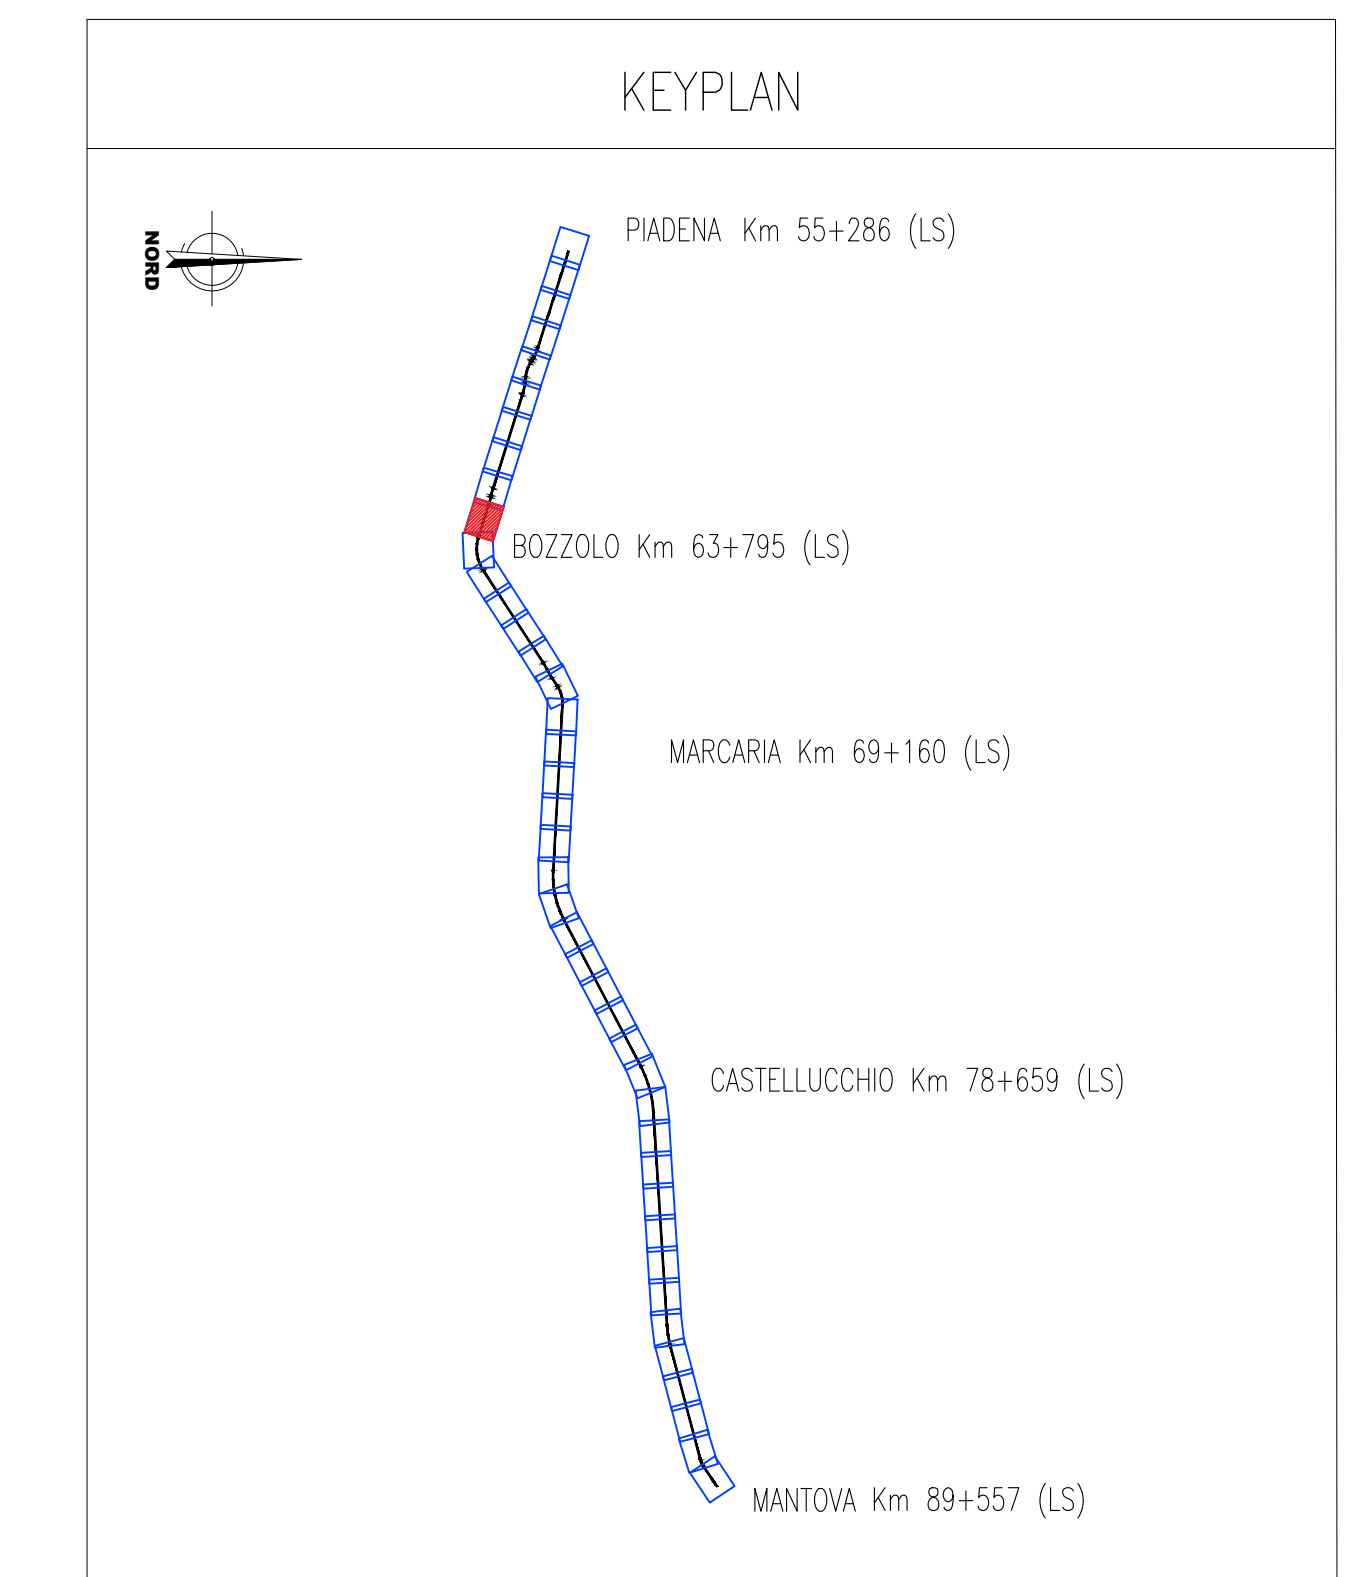 KEYPLAN
NORD
PIADENA Km 55+286 (LS)
BOZZOLO Km 63+795 (LS)
MARCARIA Km 69+160 (LS)
CASTELLUCCHIO Km 78+659 (LS)
MANTOVA Km 89+557 (LS)